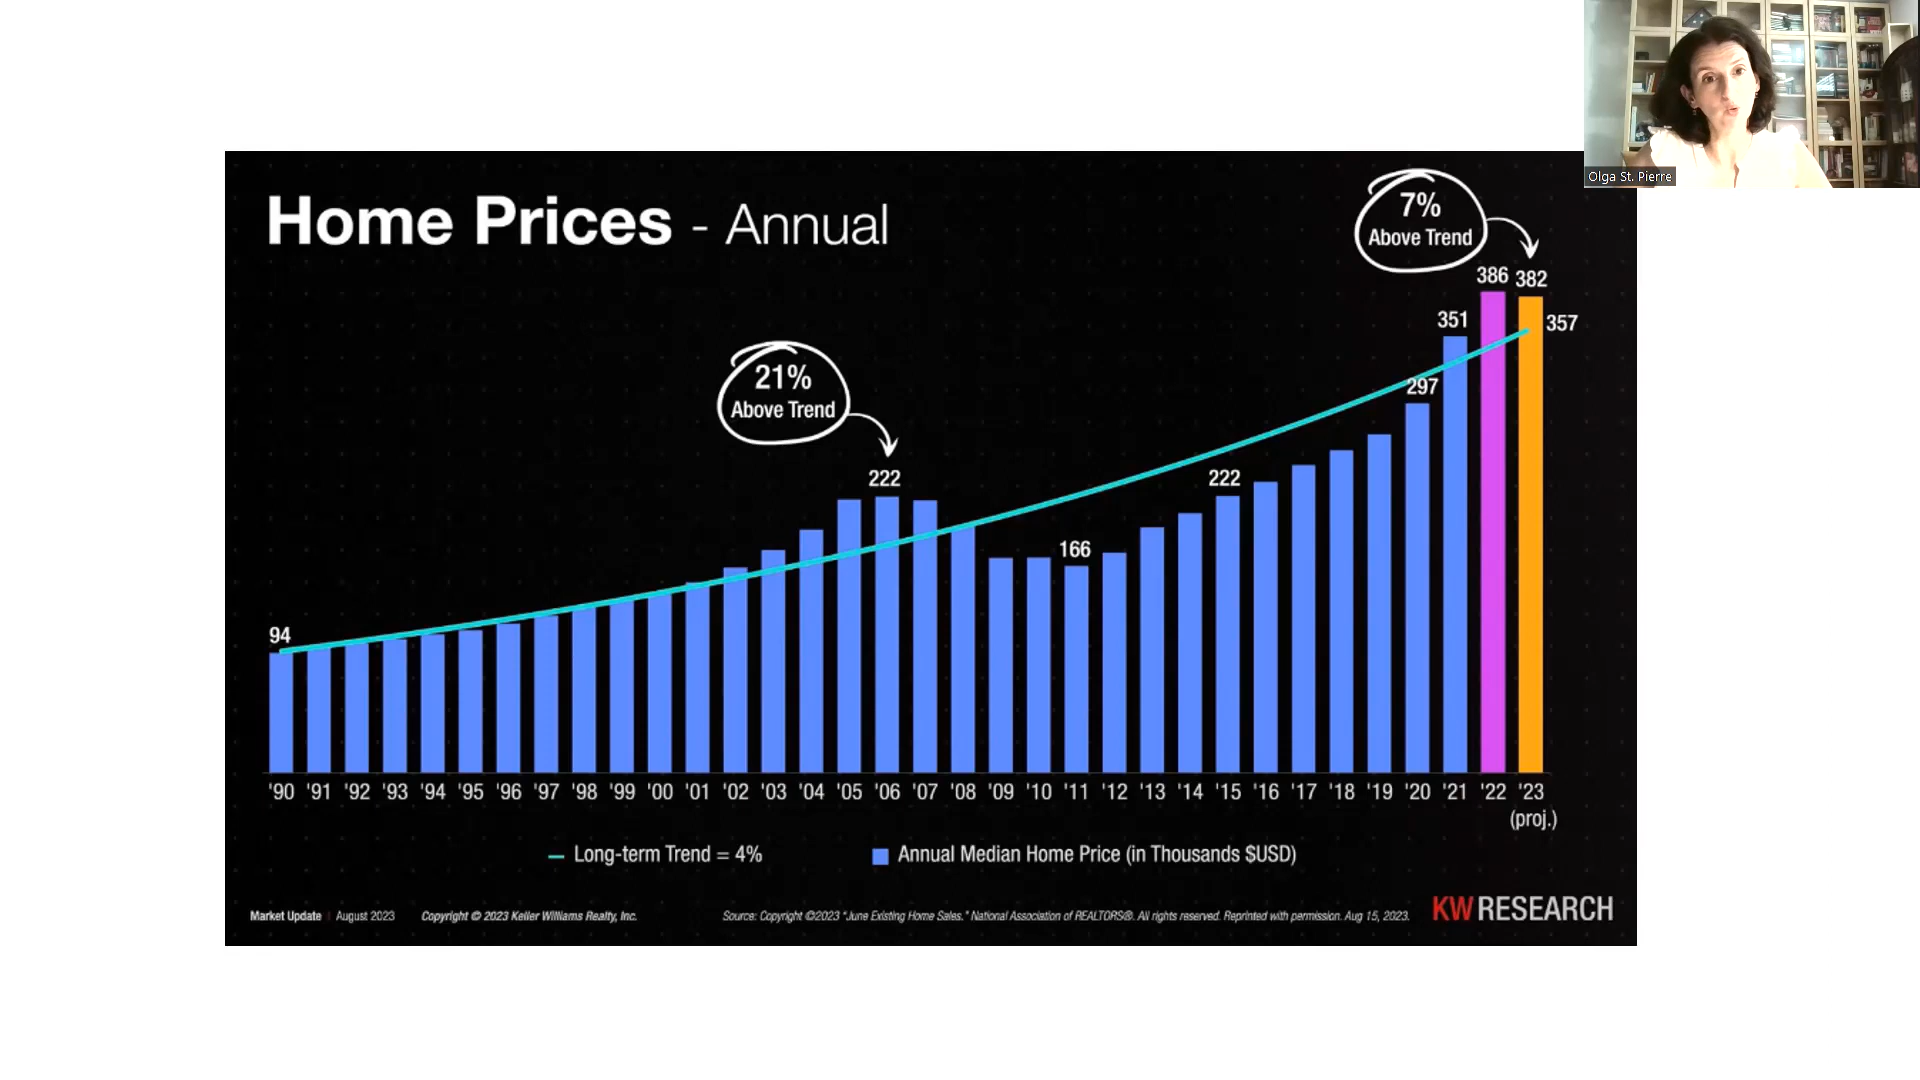 Olga St. Pierre
Home Prices - Annual
7%
Above Trend
386 382
351
357
21%
Above Trend
297
222
222
166
94
'90 '91 '92 '93 '94 '95 '96 '97 '98 '99 '00 '01 '02 '03 '04 '05 '06 '07 '08 '09 '10 '11 '12 '13 '14 '15 '16 '17 '18 '19 '20 '21 '22 '23
(proj.)
Long-term Trend = 4%
Annual Median Home Price (in Thousands $USD)
Market Update | August 2023
Copyright © 2023 Keller Williams Realty, Inc.
Source: Copyright ©2023 "June Existing Home Sales." National Association of REALTORS®. All rights reserved. Reprinted with permission. Aug 15, 2023.
KW RESEARCH